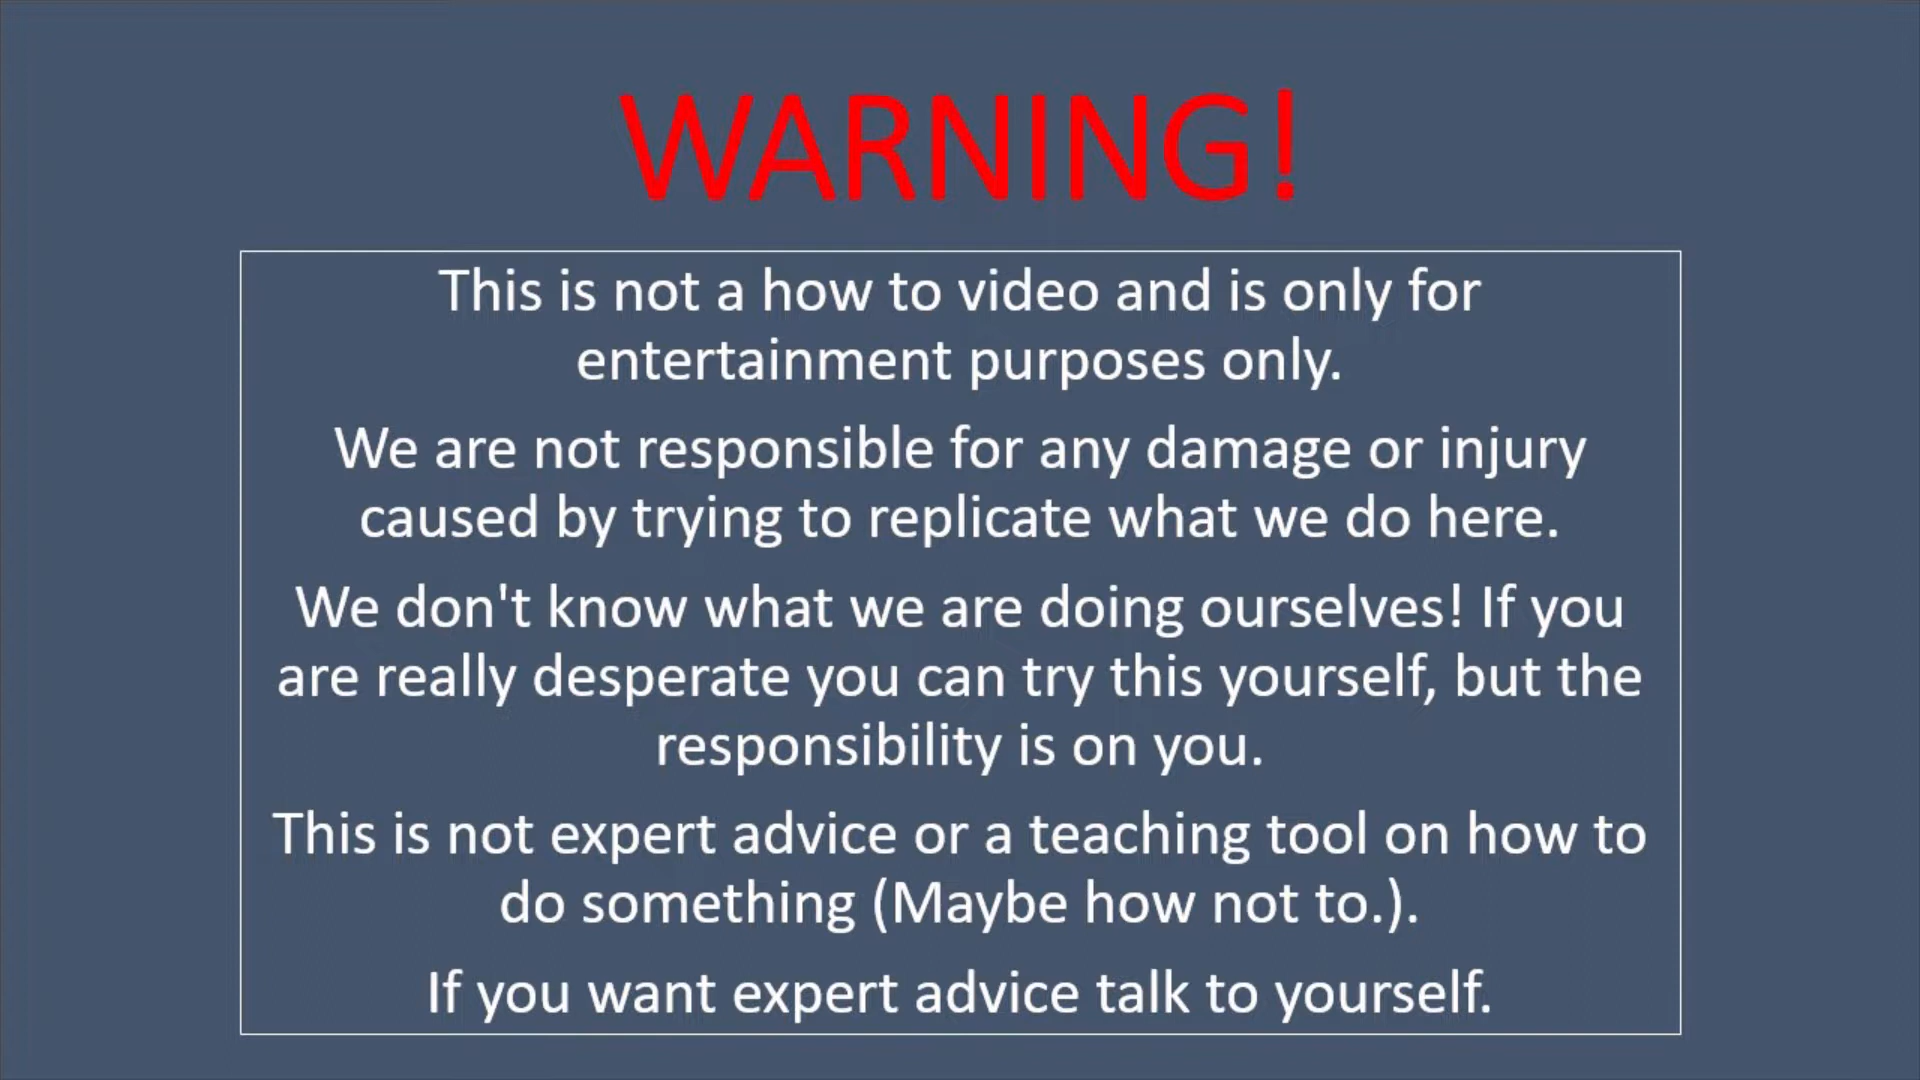 WARNING!
This is not a how to video and is only for
entertainment purposes only.
We are not responsible for any damage or injury
caused by trying to replicate what we do here.
We don't know what we are doing ourselves! If you
are really desperate you can try this yourself, but the
responsibility is on you.
This is not expert advice or a teaching tool on how to
do something (Maybe how not to.).
If you want expert advice talk to yourself.